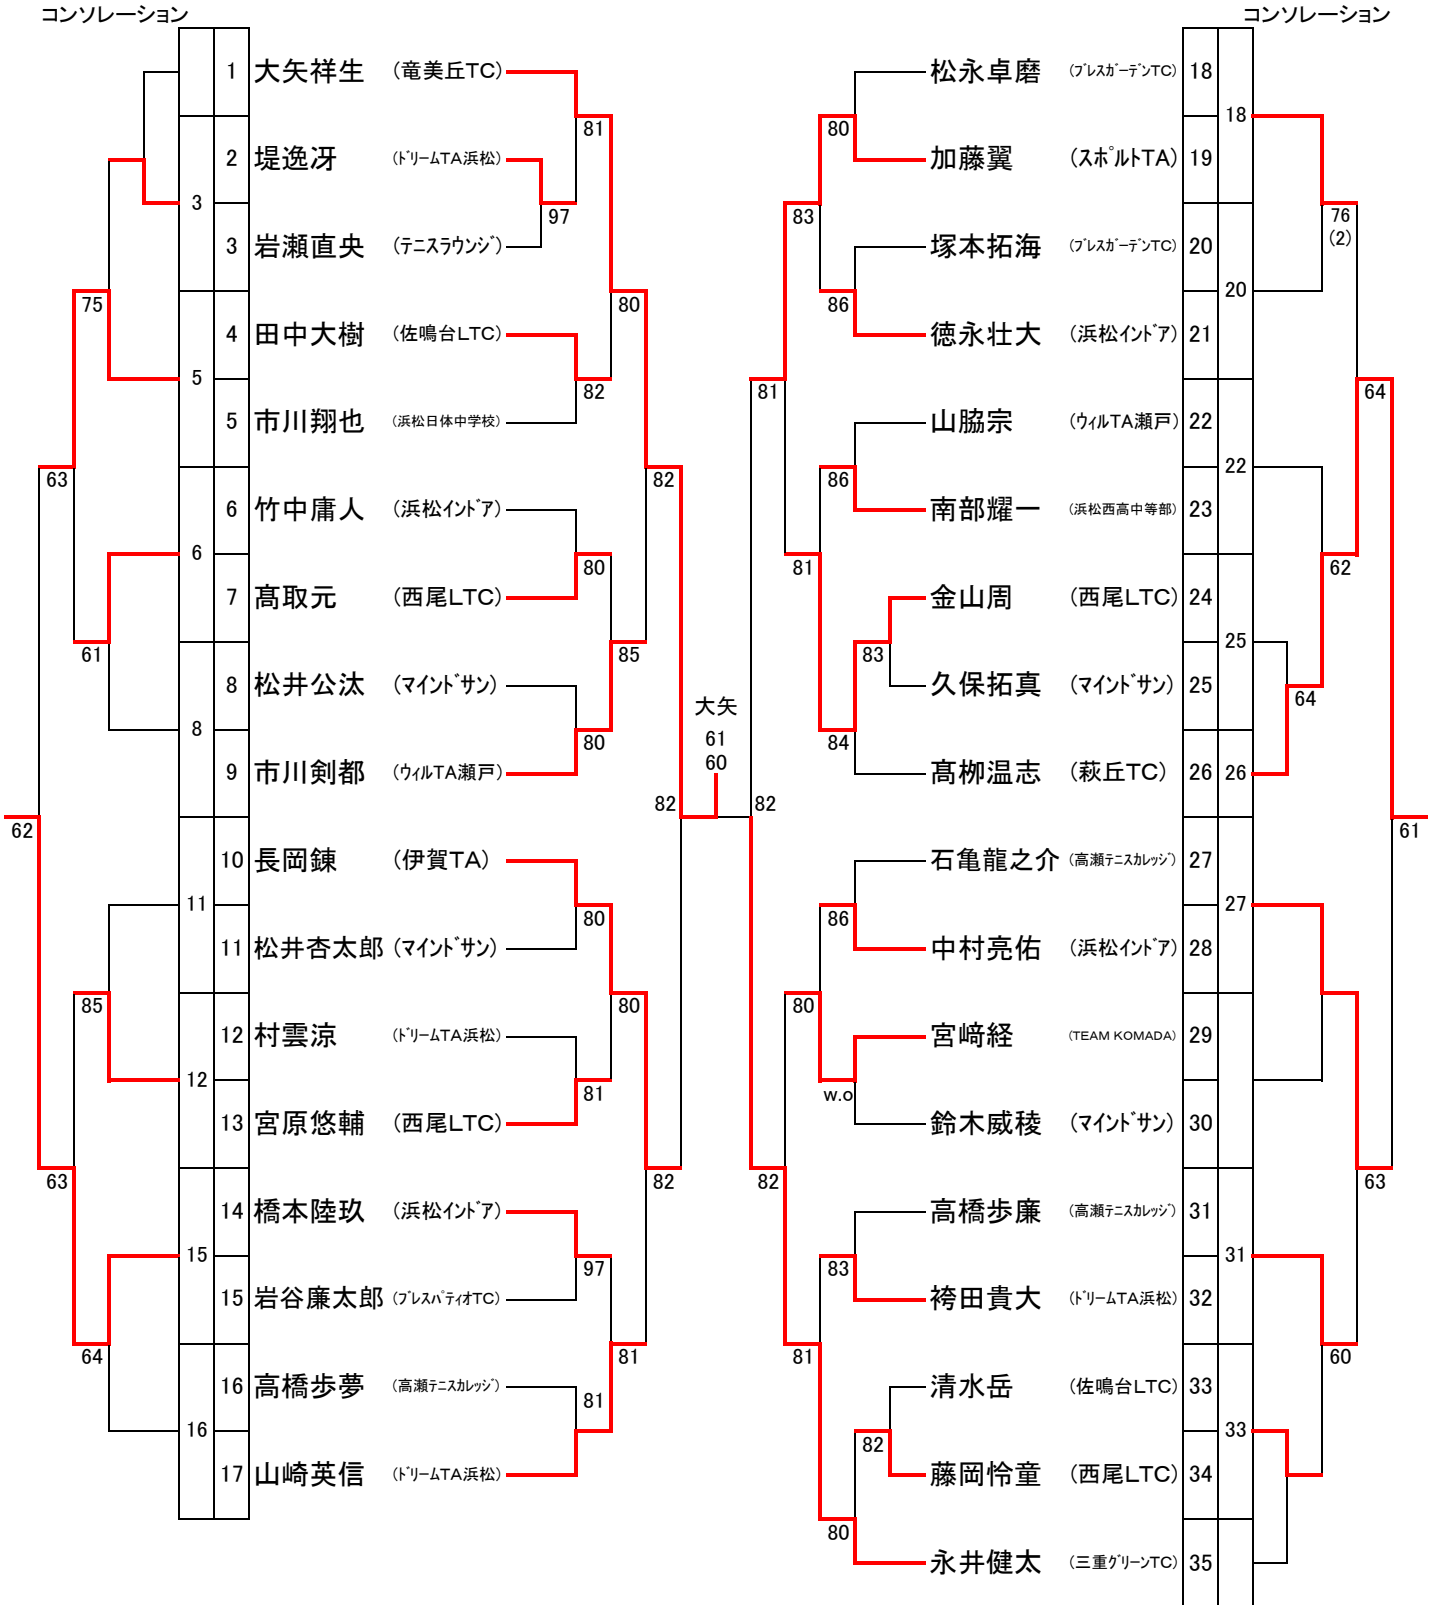 コンソレーション
1 大矢祥生 (竜美丘TC)
81
2 堤逸冴 (ドリームTA浜松)
3
97
3 岩瀬直央 (テニスラウンジ)
75
80
4 田中大樹 (佐鳴台LTC)
5
82
5 市川翔也 (浜松日体中学校)
63
82
6 竹中庸人 (浜松インドア)
6
80
7 髙取元 (西尾LTC)
61
85
8 松井公汰 (マインドサン)
8
80
9 市川剣都 (ウィルTA瀬戸)
62
82
10 長岡錬 (伊賀TA)
11
80
11 松井杏太郎 (マインドサン)
85
80
12 村雲涼 (ドリームTA浜松)
12
81
13 宮原悠輔 (西尾LTC)
63
82
14 橋本陸玖 (浜松インドア)
15
97
15 岩谷廉太郎 (ブレスパティオTC)
64
81
16 高橋歩夢 (高瀬テニスカレッジ)
81
16
17 山崎英信 (ドリームTA浜松)
大矢
61
60
コンソレーション
松永卓磨 (ブレスガーデンTC) 18
80
18
加藤翼 (スポルトTA) 19
83
76
(2)
塚本拓海 (ブレスガーデンTC) 20
86
20
徳永壮大 (浜松インドア) 21
81
64
山脇宗 (ウィルTA瀬戸) 22
86
22
南部耀一 (浜松西高中等部) 23
81
62
金山周 (西尾LTC) 24
83
25
久保拓真 (マインドサン) 25
64
84
髙栁温志 (萩丘TC) 26
26
82
61
石亀龍之介 (高瀬テニスカレッジ) 27
86
27
中村亮佑 (浜松インドア) 28
80
宮﨑経 (TEAM KOMADA) 29
w.o
鈴木威稜 (マインドサン) 30
82
63
高橋歩廉 (高瀬テニスカレッジ) 31
83
31
袴田貴大 (ドリームTA浜松) 32
81
60
清水岳 (佐鳴台LTC) 33
82
33
藤岡怜童 (西尾LTC) 34
80
永井健太 (三重グリーンTC) 35